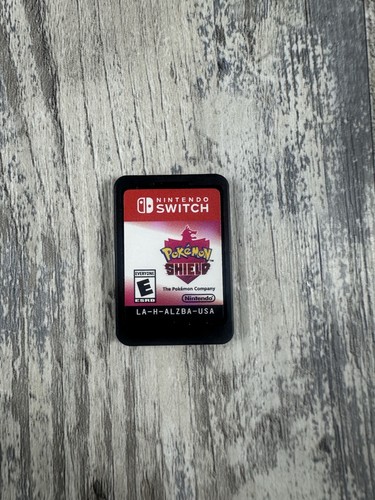 NINTENDO
SWITCH
POKéMON
SHIELD
The Pokémon Company
EVERYONE
E
ESRB
Nintendo
LA-H-ALZBA-USA